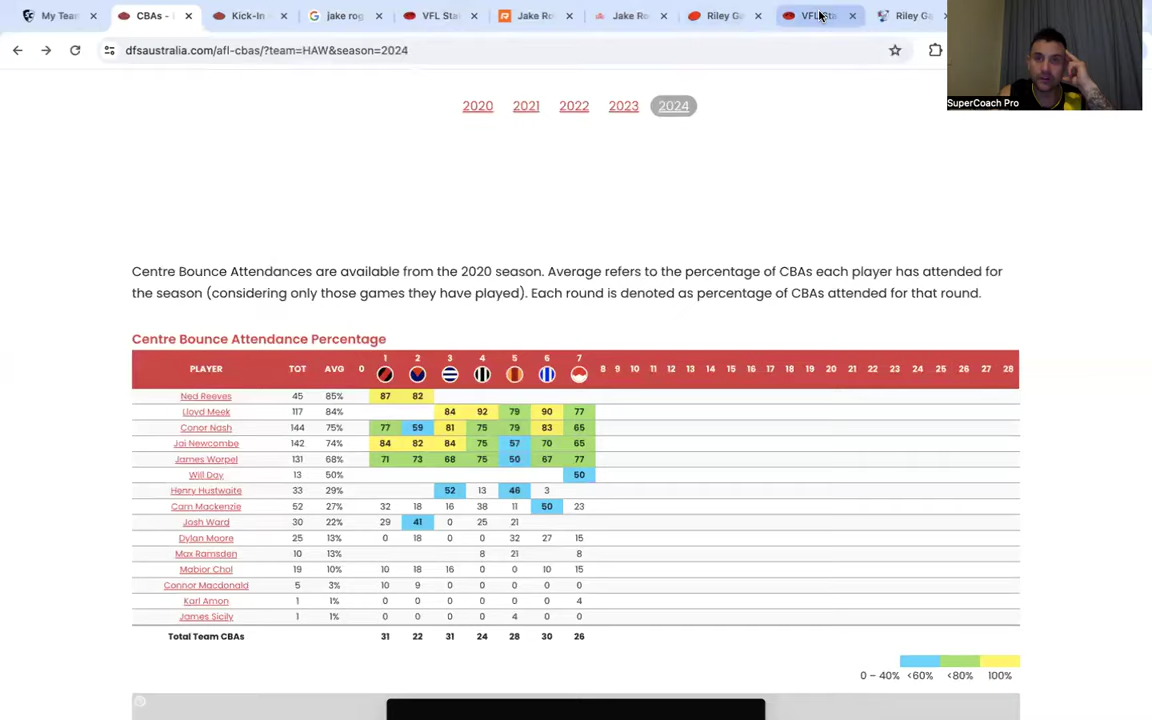 My Team
CBAs -
Kick-In
jake rog
VFL Stat
Jake Ro
Jake Ro
Riley Ga
VFL Sta
Riley Ga
dfsaustralia.com/afl-cbas/?team=HAW&season=2024
SuperCoach Pro
2020 2021 2022 2023 2024
Centre Bounce Attendances are available from the 2020 season. Average refers to the percentage of CBAs each player has attended for
the season (considering only those games they have played). Each round is denoted as percentage of CBAs attended for that round.
Centre Bounce Attendance Percentage
PLAYER TOT AVG 0 1 2 3 4 5 6 7 8 9 10 11 12 13 14 15 16 17 18 19 20 21 22 23 24 25 26 27 28
Ned Reeves 45 85% 87 82
Lloyd Meek 117 84% 84 92 79 90 77
Conor Nash 144 75% 77 59 81 75 79 83 65
Jai Newcombe 142 74% 84 82 84 75 57 70 65
James Worpel 131 68% 71 73 68 75 50 67 77
Will Day 13 50% 50
Henry Hustwaite 33 29% 52 13 46 3
Cam Mackenzie 52 27% 32 18 16 38 11 50 23
Josh Ward 30 22% 29 41 0 25 21
Dylan Moore 25 13% 0 18 0 0 32 27 15
Max Ramsden 10 13% 8 21 8
Mabior Chol 19 10% 10 18 16 0 0 10 15
Connor Macdonald 5 3% 10 9 0 0 0 0 0
Karl Amon 1 1% 0 0 0 0 0 0 4
James Sicily 1 1% 0 0 0 0 4 0 0
Total Team CBAs 31 22 31 24 28 30 26
0 – 40% <60% <80% 100%